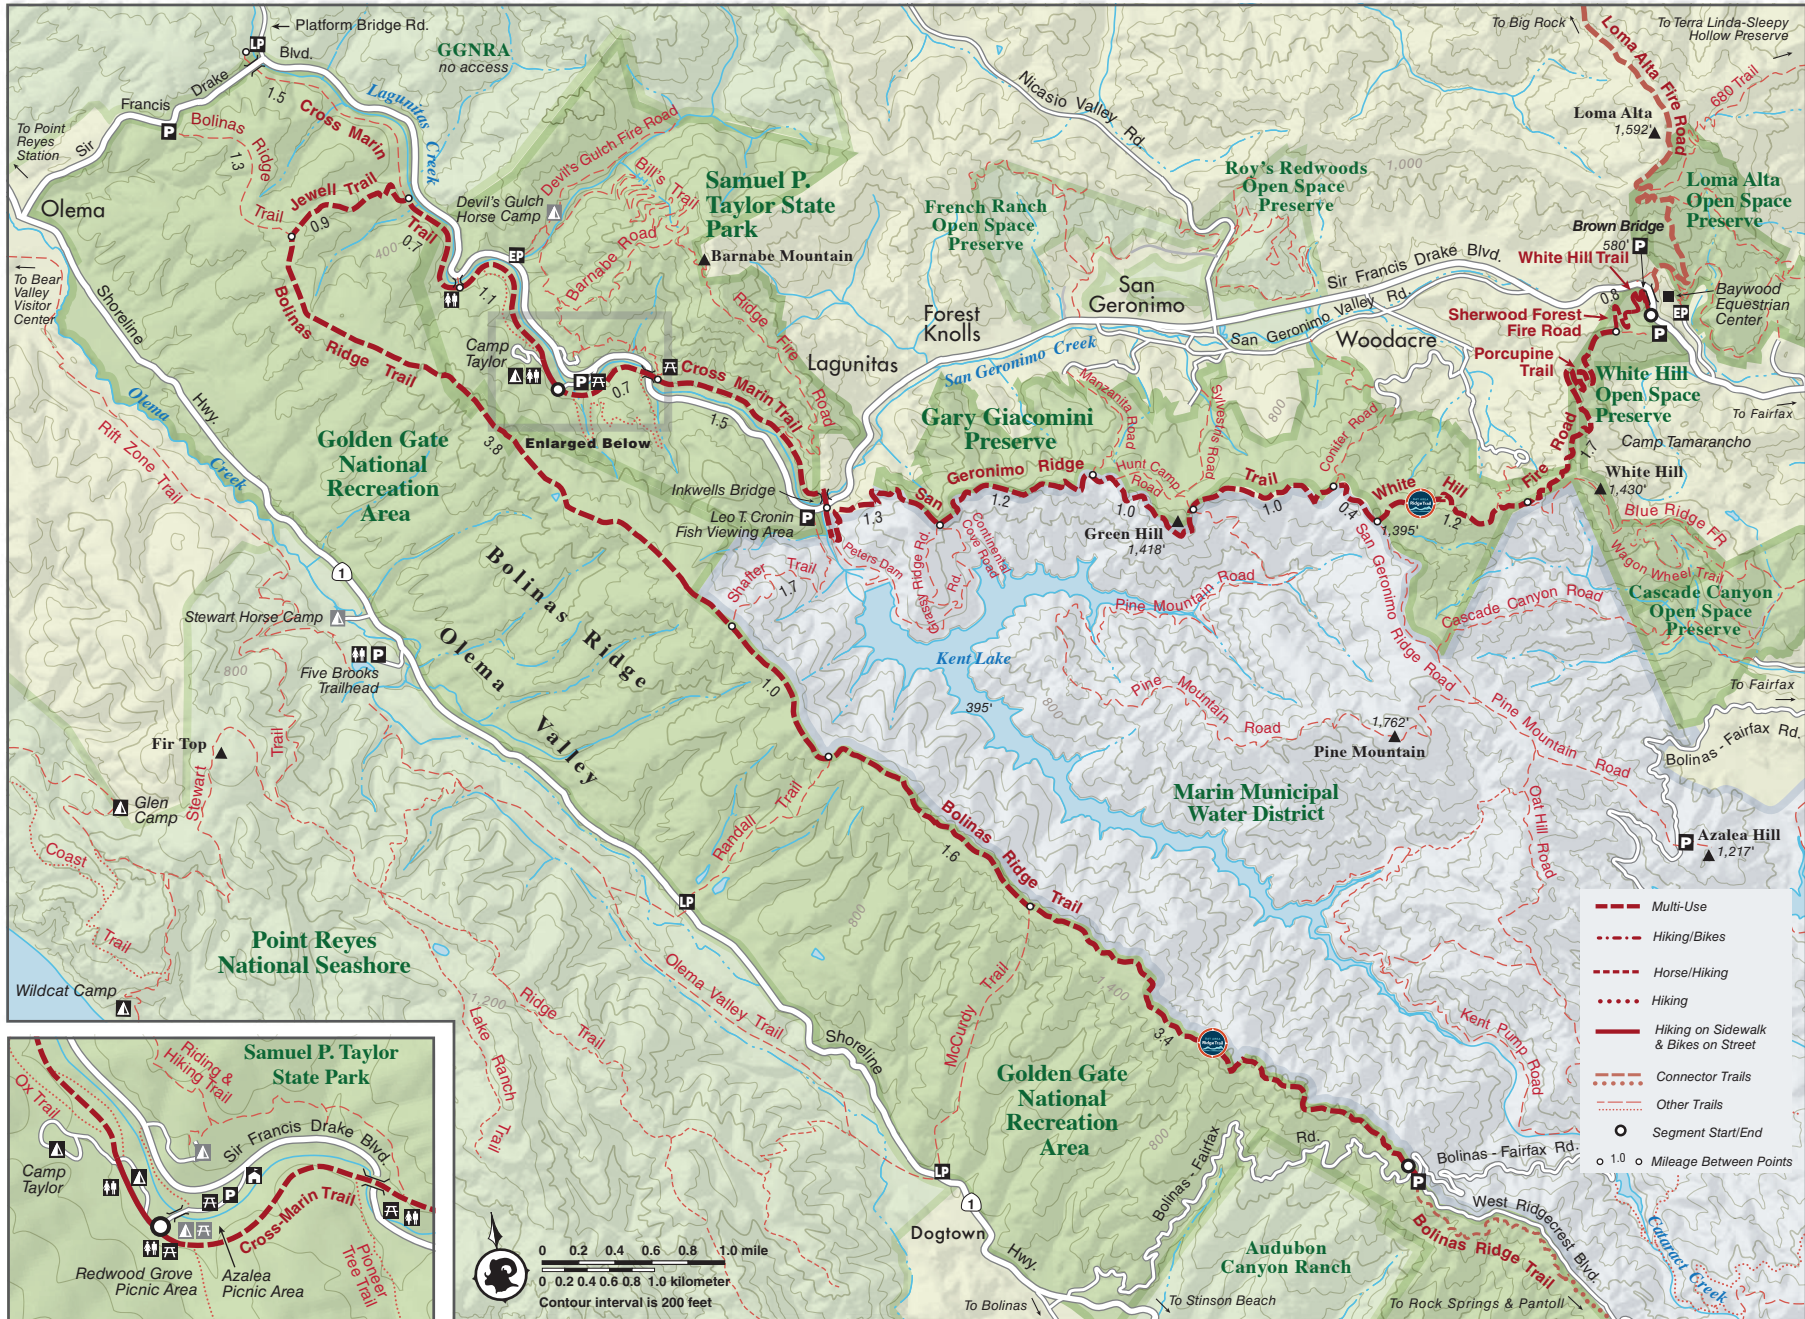 Platform Bridge Rd.
LP
Blvd.
GGNRA
no access
Sir Francis Drake
1.5
Cross Marin
Trail
Lagunitas
Creek
To Point
Reyes
Station
P
Bolinas
Ridge
Trail
1.3
Olema
Jewell Trail
0.9
0.7
400
Devil's Gulch
Horse Camp
Devil's Gulch Fire Road
Bill's Trail
Barnabe Road
EP
1.1
Samuel P.
Taylor State
Park
Barnabe Mountain
Ridge Fire Road
To Bear
Valley
Visitor
Center
Shoreline
Hwy.
Bolinas Ridge Trail
Camp
Taylor
P
0.7
Cross Marin Trail
1.5
Enlarged Below
Nicasio Valley Rd.
French Ranch
Open Space
Preserve
Roy's Redwoods
Open Space
Preserve
1,000
To Big Rock
To Terra Linda-Sleepy
Hollow Preserve
Loma Alta Fire Road
680 Trail
Loma Alta
1,592'
Loma Alta
Open Space
Preserve
Brown Bridge
580'
P
White Hill Trail
0.8
Baywood
Equestrian
Center
EP
P
Sherwood Forest
Fire Road
Porcupine
Trail
White Hill
Open Space
Preserve
To Fairfax
Camp Tamarancho
White Hill
1,430'
Blue Ridge FR
Wagon Wheel Trail
Cascade Canyon
Open Space
Preserve
Cascade Canyon Road
San
Geronimo
Sir Francis Drake Blvd.
San Geronimo Valley Rd.
Woodacre
Forest
Knolls
Lagunitas
San Geronimo Creek
Gary Giacomini
Preserve
Manzanita Road
Sylvestris Road
800
Conifer Road
Hunt Camp
Road
San Geronimo Ridge Trail
White Hill Fire Road
1.3
1.2
1.0
1.0
0.4
1,395'
1.2
1.7
Green Hill
1,418'
Inkwells Bridge
Leo T. Cronin
Fish Viewing Area
P
Peters Dam
Grassy Ridge Rd.
Rd.
Continental
Cove Road
Shafter Trail
1.7
Kent Lake
395'
Pine Mountain Road
San Geronimo Ridge Road
Pine Mountain Road
800
1,762'
Pine Mountain
Pine Mountain Road
To Fairfax
Bolinas - Fairfax Rd.
Oat Hill Road
Marin Municipal
Water District
P
Azalea Hill
1,217'
Golden Gate
National
Recreation
Area
3.8
Rift Zone Trail
Olema
Creek
1
Bolinas Ridge
Olema Valley
Stewart Horse Camp
P
Five Brooks
Trailhead
800
Fir Top
Stewart
Trail
Glen
Camp
Coast
Trail
Wildcat Camp
Point Reyes
National Seashore
1.0
Randall Trail
Bolinas Ridge Trail
1.6
LP
800
Olema Valley Trail
1,200
Ridge Trail
Lake Ranch
Trail
McCurdy Trail
1,400
3.4
Shoreline
Hwy.
Golden Gate
National
Recreation
Area
800
LP
1
Dogtown
Bolinas - Fairfax
Rd.
P
Bolinas - Fairfax Rd.
West Ridgecrest Blvd.
Bolinas Ridge Trail
Kent Pump Road
Cataract Creek
Audubon
Canyon Ranch
To Bolinas
To Stinson Beach
To Rock Springs & Pantoll
Multi-Use
Hiking/Bikes
Horse/Hiking
Hiking
Hiking on Sidewalk
& Bikes on Street
Connector Trails
Other Trails
Segment Start/End
1.0
Mileage Between Points
Samuel P. Taylor
State Park
Riding &
Hiking Trail
Ox Trail
Sir Francis Drake Blvd.
Camp
Taylor
P
Cross-Marin Trail
Redwood Grove
Picnic Area
Azalea
Picnic Area
Pioneer
Tree Trail
0 0.2 0.4 0.6 0.8 1.0 mile
0 0.2 0.4 0.6 0.8 1.0 kilometer
Contour interval is 200 feet